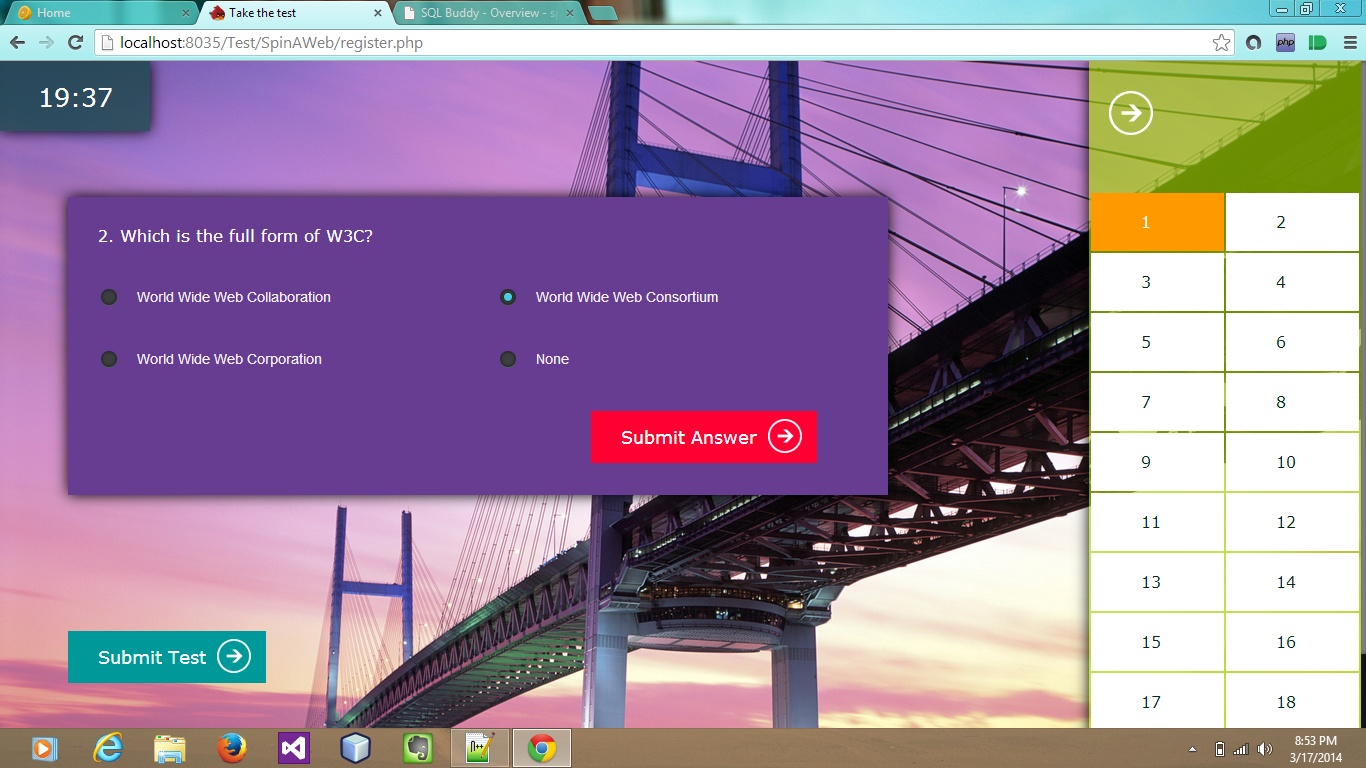 Home
Take the test
SQL Buddy - Overview - s
localhost:8035/Test/SpinAWeb/register.php
php
19:37
2. Which is the full form of W3C?
World Wide Web Collaboration
World Wide Web Consortium
World Wide Web Corporation
None
Submit Answer
Submit Test
1
2
3
4
5
6
7
8
9
10
11
12
13
14
15
16
17
18
8:53 PM
3/17/2014